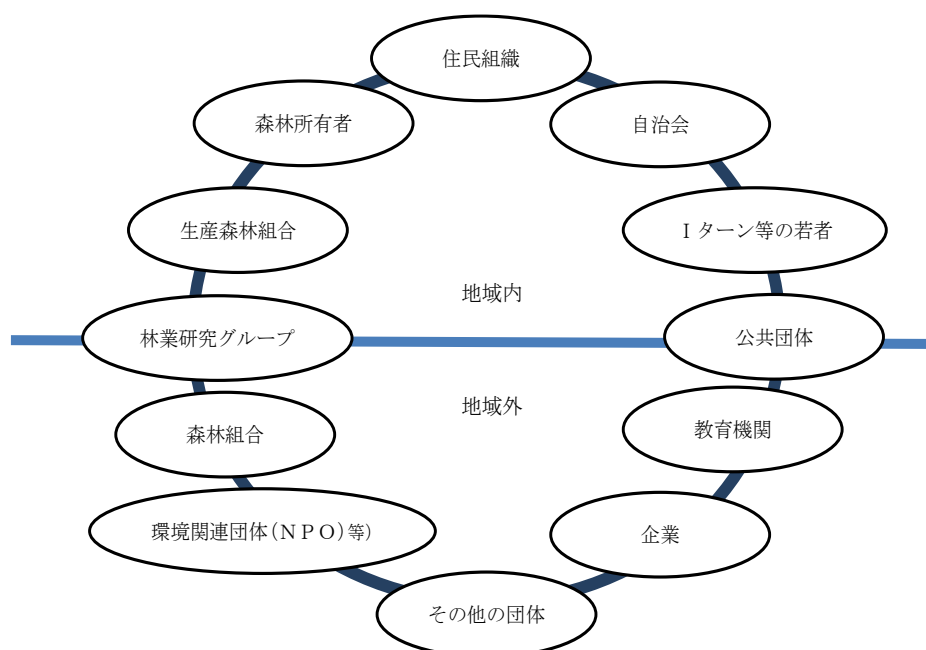 住民組織
森林所有者
自治会
生産森林組合
Ｉターン等の若者
地域内
林業研究グループ
公共団体
地域外
森林組合
教育機関
環境関連団体（ＮＰＯ）等）
企業
その他の団体